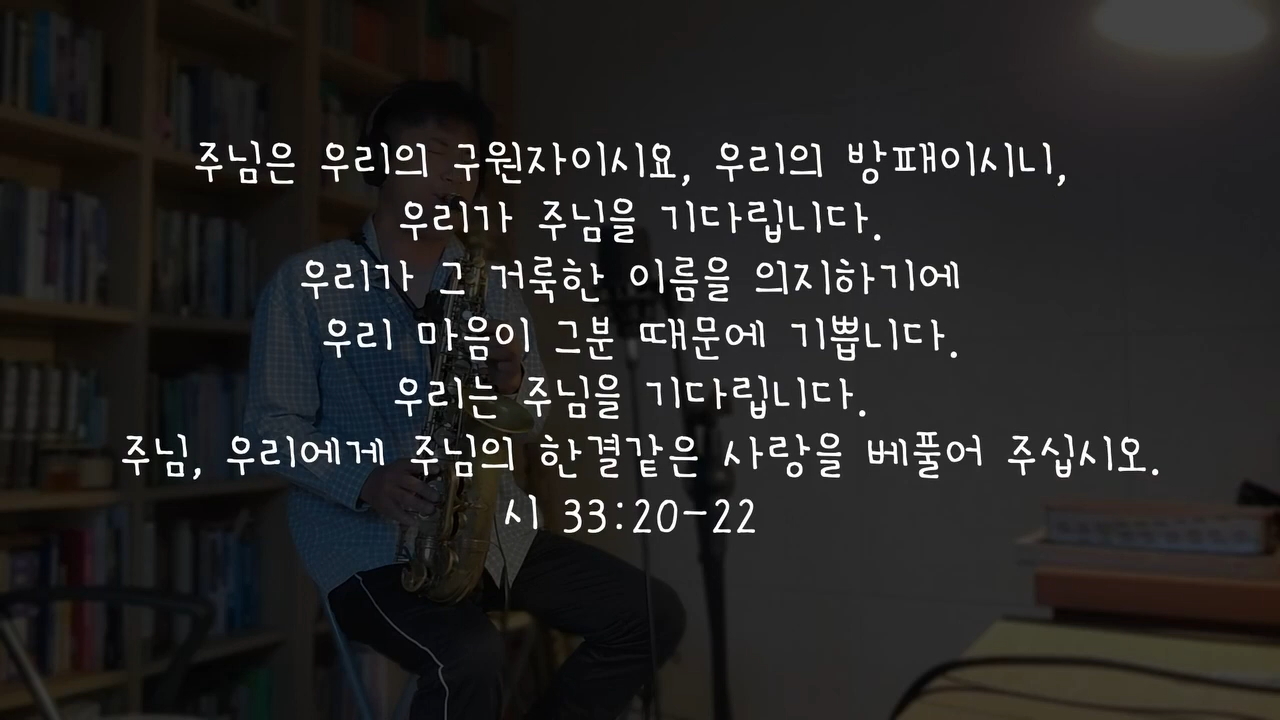 주님은 우리의 구원자이시요, 우리의 방패이시니,
우리가 주님을 기다립니다.
우리가 그 거룩한 이름을 의지하기에
우리 마음이 그분 때문에 기쁩니다.
우리는 주님을 기다립니다.
주님, 우리에게 주님의 한결같은 사랑을 베풀어 주십시오.
시 33:20-22